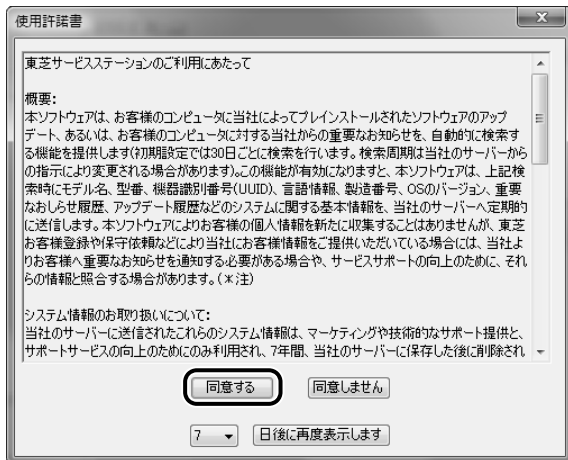 使用許諾書
東芝サービスステーションのご利用にあたって
概要:
本ソフトウェアは、お客様のコンピュータに当社によってプレインストールされたソフトウェアのアップ
デート、あるいは、お客様のコンピュータに対する当社からの重要なお知らせを、自動的に検索す
る機能を提供します(初期設定では30日ごとに検索を行います。検索周期は当社のサーバーから
の指示により変更される場合があります)。この機能が有効になりますと、本ソフトウェアは、上記検
索時にモデル名、型番、機器識別番号(UUID)、言語情報、製造番号、OSのバージョン、重要
なおしらせ履歴、アップデート履歴などのシステムに関する基本情報を、当社のサーバーへ定期的
に送信します。本ソフトウェアによりお客様の個人情報を新たに収集することはありませんが、東芝
お客様登録や保守依頼などにより当社にお客様情報をご提供いただいている場合には、当社よ
りお客様へ重要なお知らせを通知する必要がある場合や、サービスサポートの向上のために、それ
らの情報と照合する場合があります。(※注)
システム情報のお取り扱いについて:
当社のサーバーに送信されたこれらのシステム情報は、マーケティングや技術的なサポート提供と、
サポートサービスの向上のためにのみ利用され、7年間、当社のサーバーに保存した後に削除され
同意する 同意しません
7 日後に再度表示します